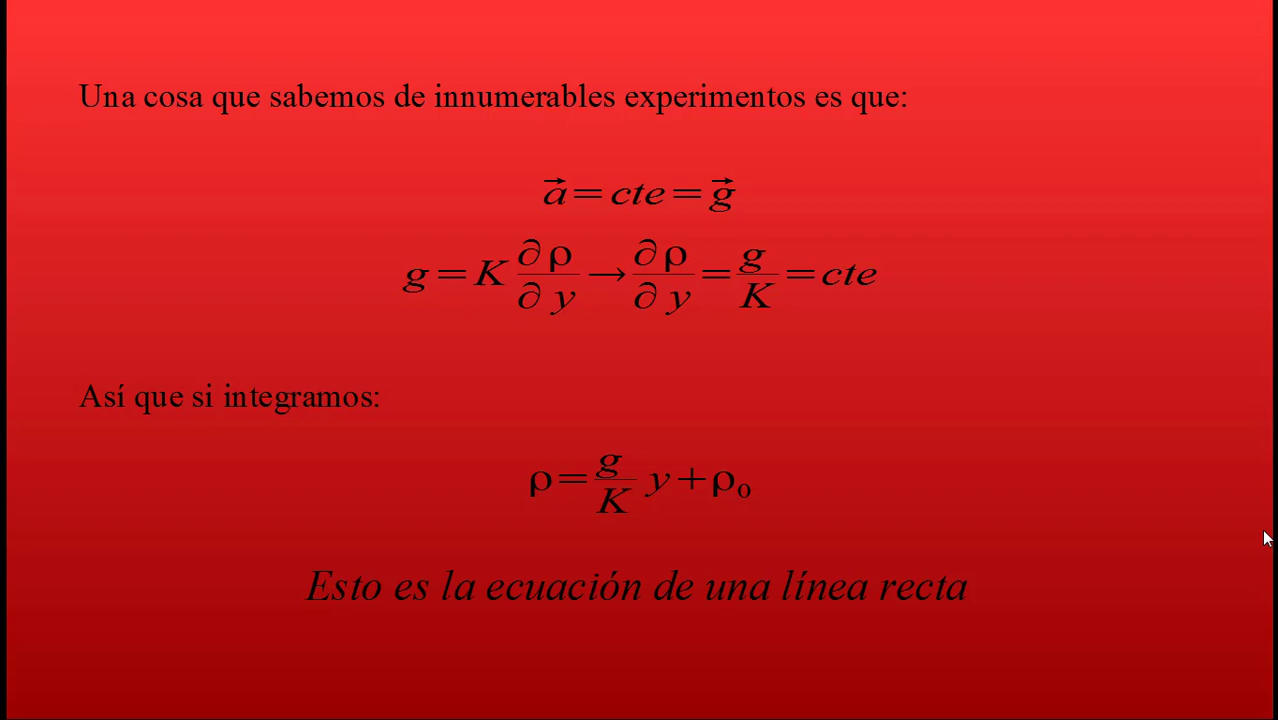 Una cosa que sabemos de innumerables experimentos es que:
a⃗ = cte = g⃗
g = K ∂ρ/∂y → ∂ρ/∂y = g/K = cte
Así que si integramos:
ρ = g/K y + ρ₀
Esto es la ecuación de una línea recta